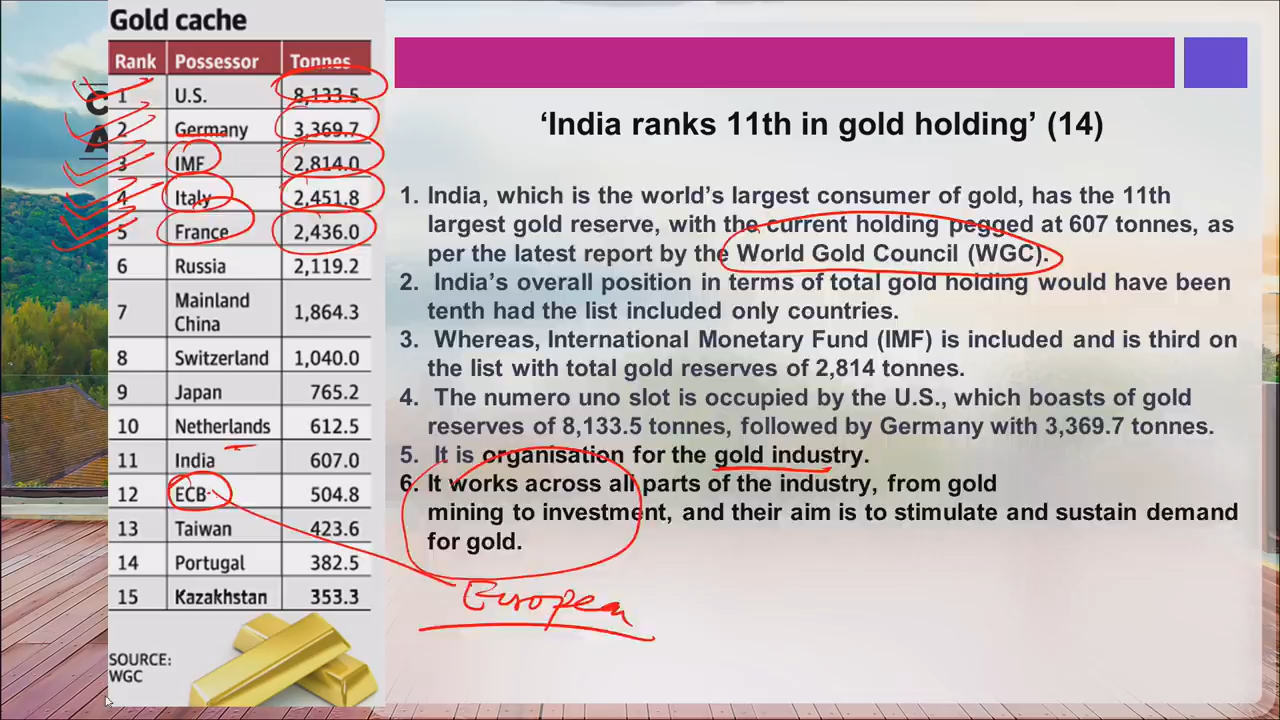 Gold cache
Rank Possessor Tonnes
1 U.S. 8,133.5
2 Germany 3,369.7
3 IMF 2,814.0
4 Italy 2,451.8
5 France 2,436.0
6 Russia 2,119.2
7 Mainland China 1,864.3
8 Switzerland 1,040.0
9 Japan 765.2
10 Netherlands 612.5
11 India 607.0
12 ECB 504.8
13 Taiwan 423.6
14 Portugal 382.5
15 Kazakhstan 353.3
SOURCE:
WGC
C
A
‘India ranks 11th in gold holding’ (14)
1. India, which is the world’s largest consumer of gold, has the 11th
largest gold reserve, with the current holding pegged at 607 tonnes, as
per the latest report by the World Gold Council (WGC).
2. India’s overall position in terms of total gold holding would have been
tenth had the list included only countries.
3. Whereas, International Monetary Fund (IMF) is included and is third on
the list with total gold reserves of 2,814 tonnes.
4. The numero uno slot is occupied by the U.S., which boasts of gold
reserves of 8,133.5 tonnes, followed by Germany with 3,369.7 tonnes.
5. It is organisation for the gold industry.
6. It works across all parts of the industry, from gold
mining to investment, and their aim is to stimulate and sustain demand
for gold.
European